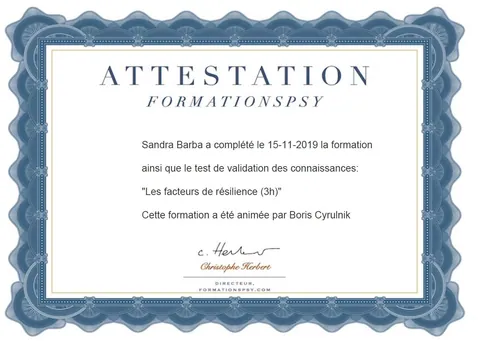 ATTESTATION
FORMATIONSPSY
Sandra Barba a complété le 15-11-2019 la formation
ainsi que le test de validation des connaissances:
"Les facteurs de résilience (3h)"
Cette formation a été animée par Boris Cyrulnik
C. Herbert
Christophe Herbert
DIRECTEUR,
FORMATIONSPSY.COM